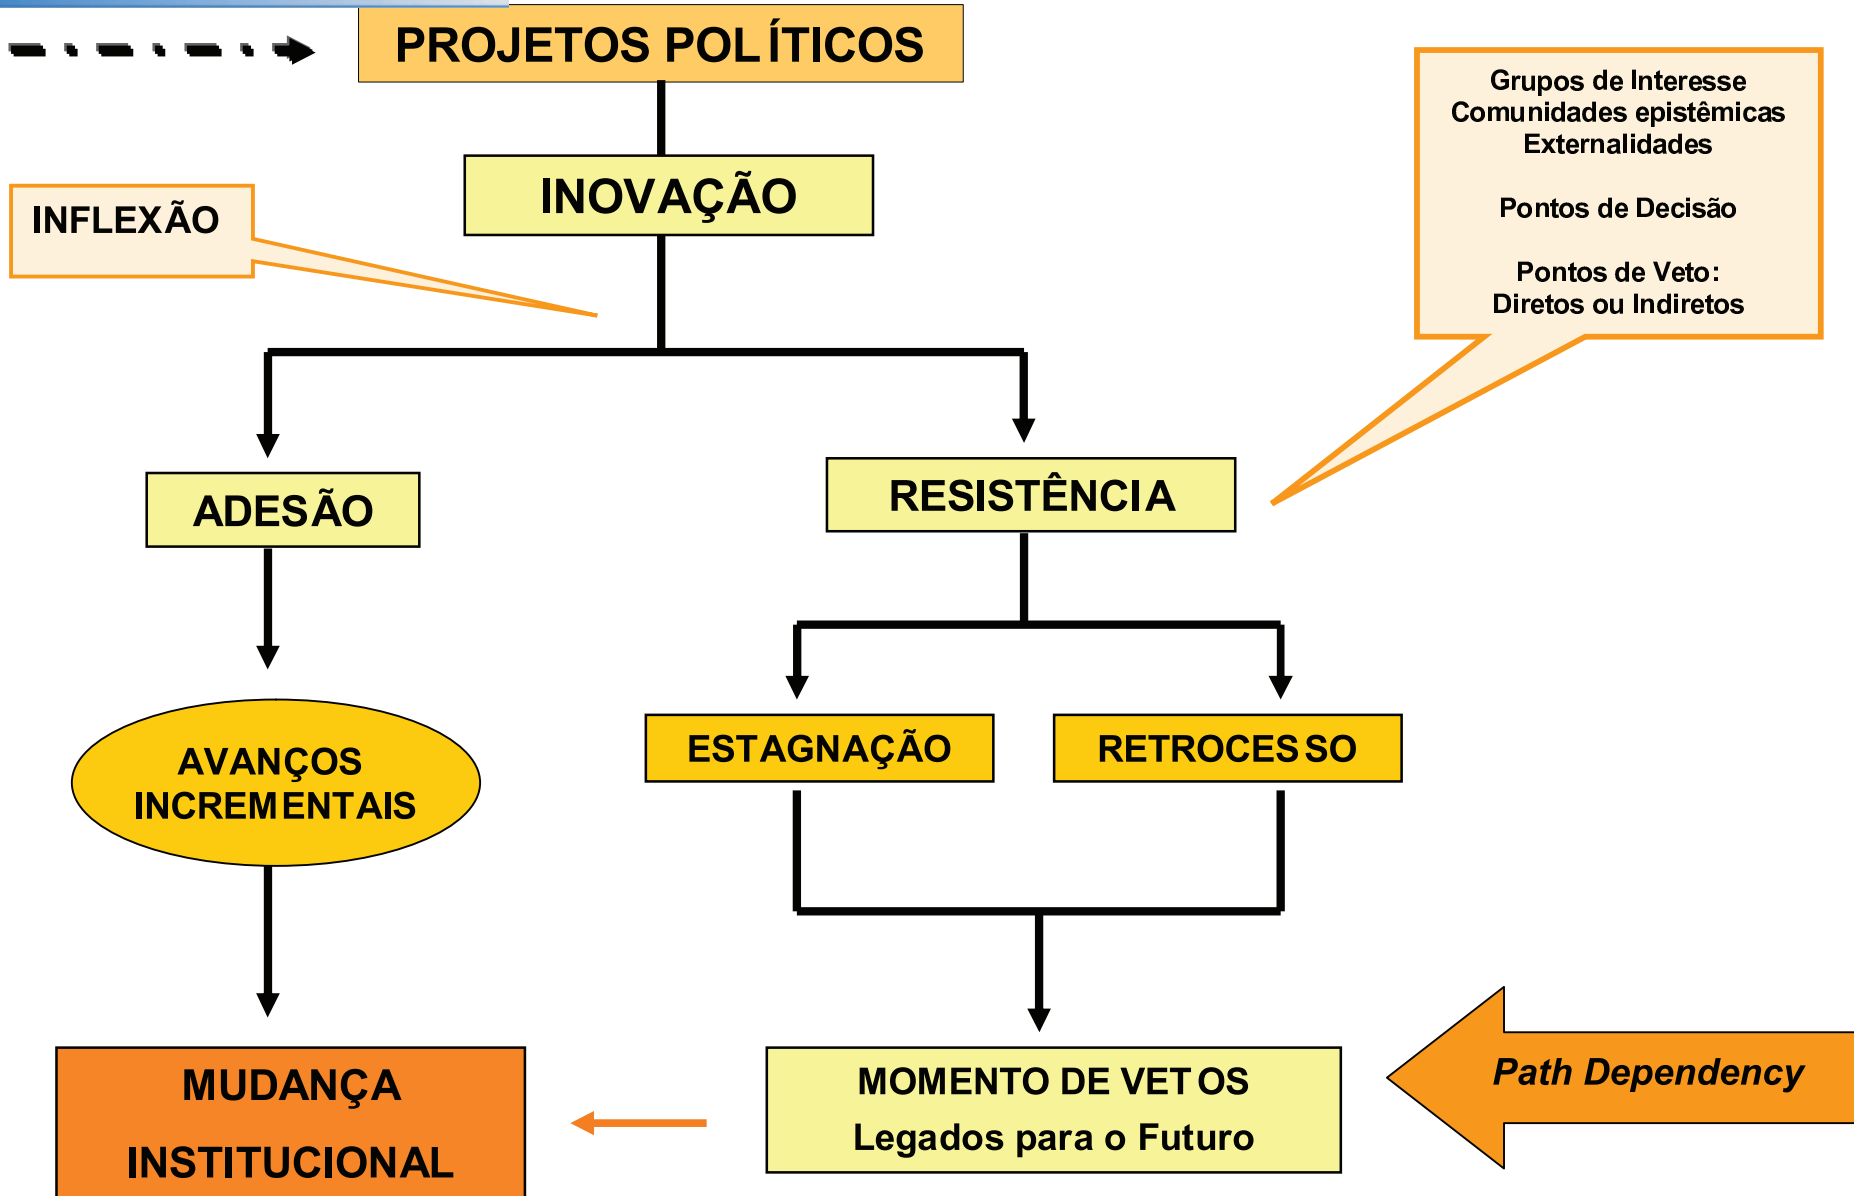 PROJETOS POLÍTICOS
Grupos de Interesse
Comunidades epistêmicas
Externalidades
Pontos de Decisão
Pontos de Veto:
Diretos ou Indiretos
INOVAÇÃO
INFLEXÃO
ADESÃO
RESISTÊNCIA
ESTAGNAÇÃO
RETROCESSO
AVANÇOS
INCREMENTAIS
MUDANÇA
INSTITUCIONAL
MOMENTO DE VETOS
Legados para o Futuro
Path Dependency